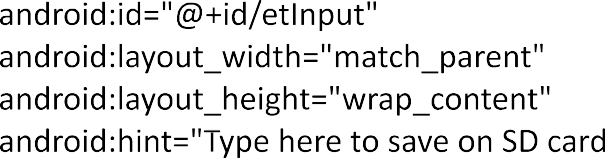 android:id="@+id/etInput"
android:layout_width="match_parent"
android:layout_height="wrap_content"
android:hint="Type here to save on SD card